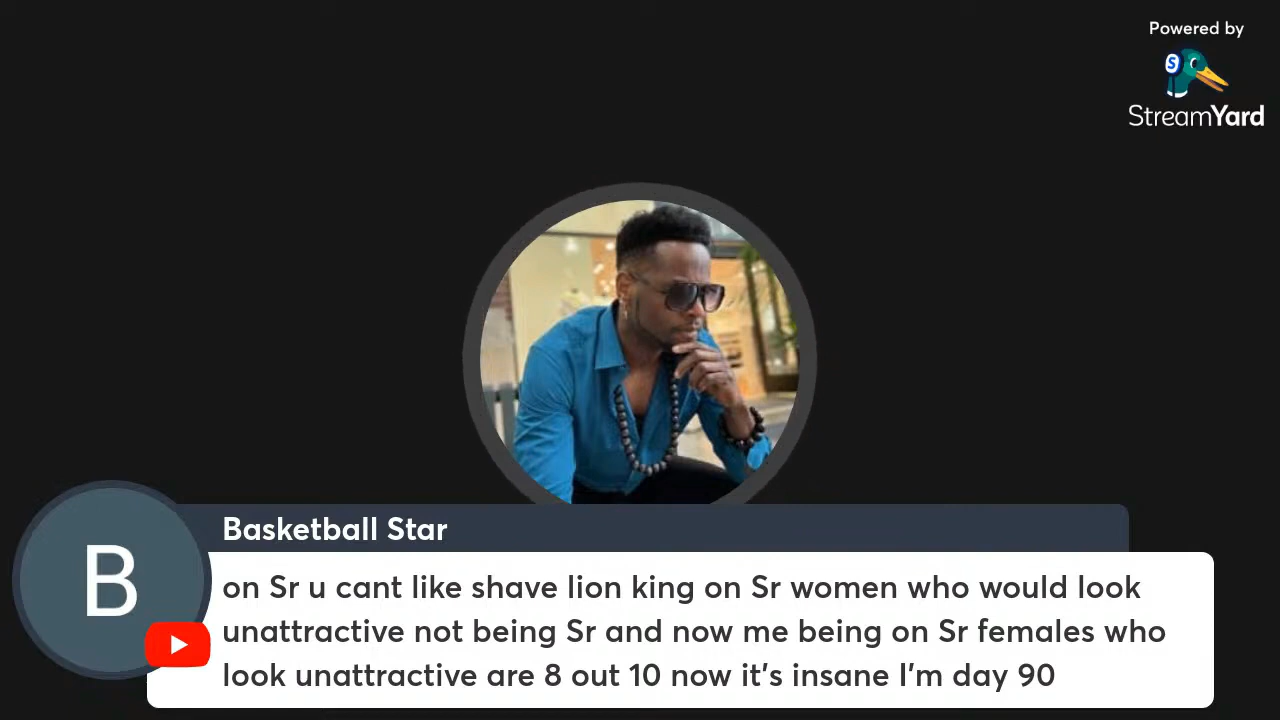 Powered by
S
StreamYard
Basketball Star
B
on Sr u cant like shave lion king on Sr women who would look
unattractive not being Sr and now me being on Sr females who
look unattractive are 8 out 10 now it's insane I'm day 90